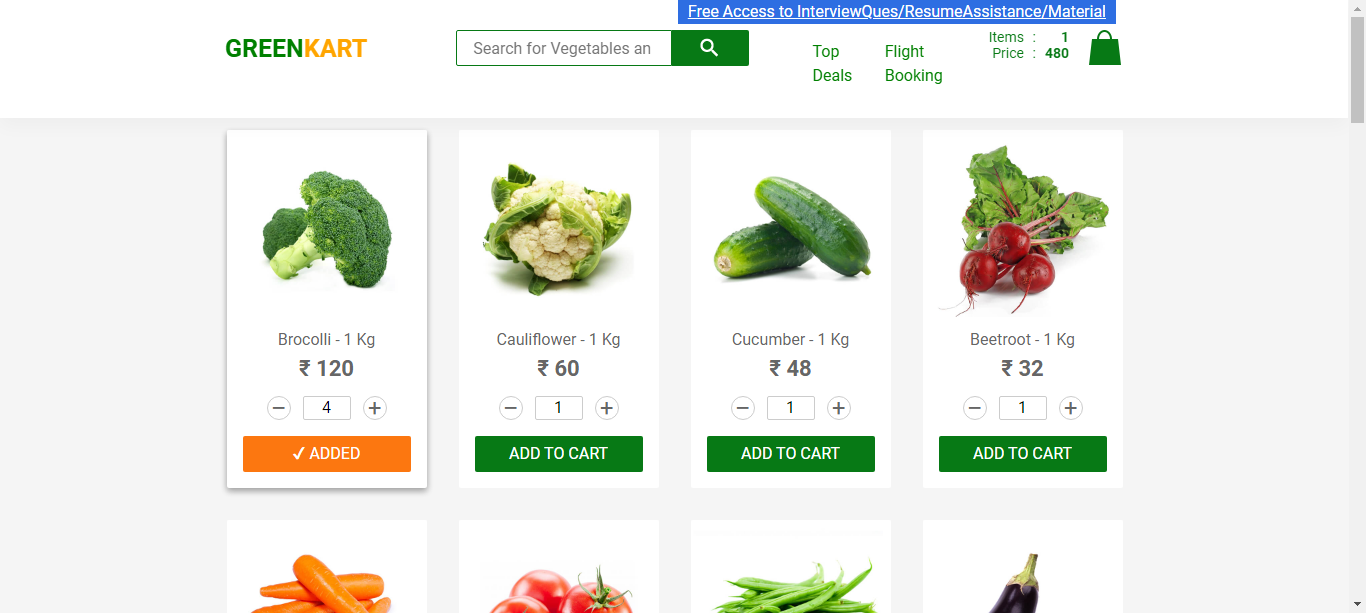 Free Access to InterviewQues/ResumeAssistance/Material
GREENKART
Search for Vegetables an
Top Deals
Flight Booking
Items : 1
Price : 480
Brocolli - 1 Kg
₹ 120
4
✓ ADDED
Cauliflower - 1 Kg
₹ 60
1
ADD TO CART
Cucumber - 1 Kg
₹ 48
1
ADD TO CART
Beetroot - 1 Kg
₹ 32
1
ADD TO CART